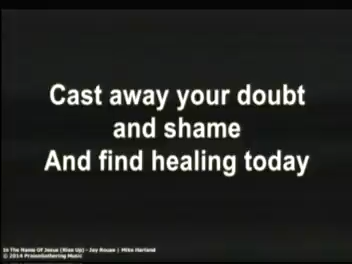 Cast away your doubt
and shame
And find healing today
In The Name Of Jesus (Rise Up) - Jay Rouse | Mike Harland
© 2014 PraiseGathering Music